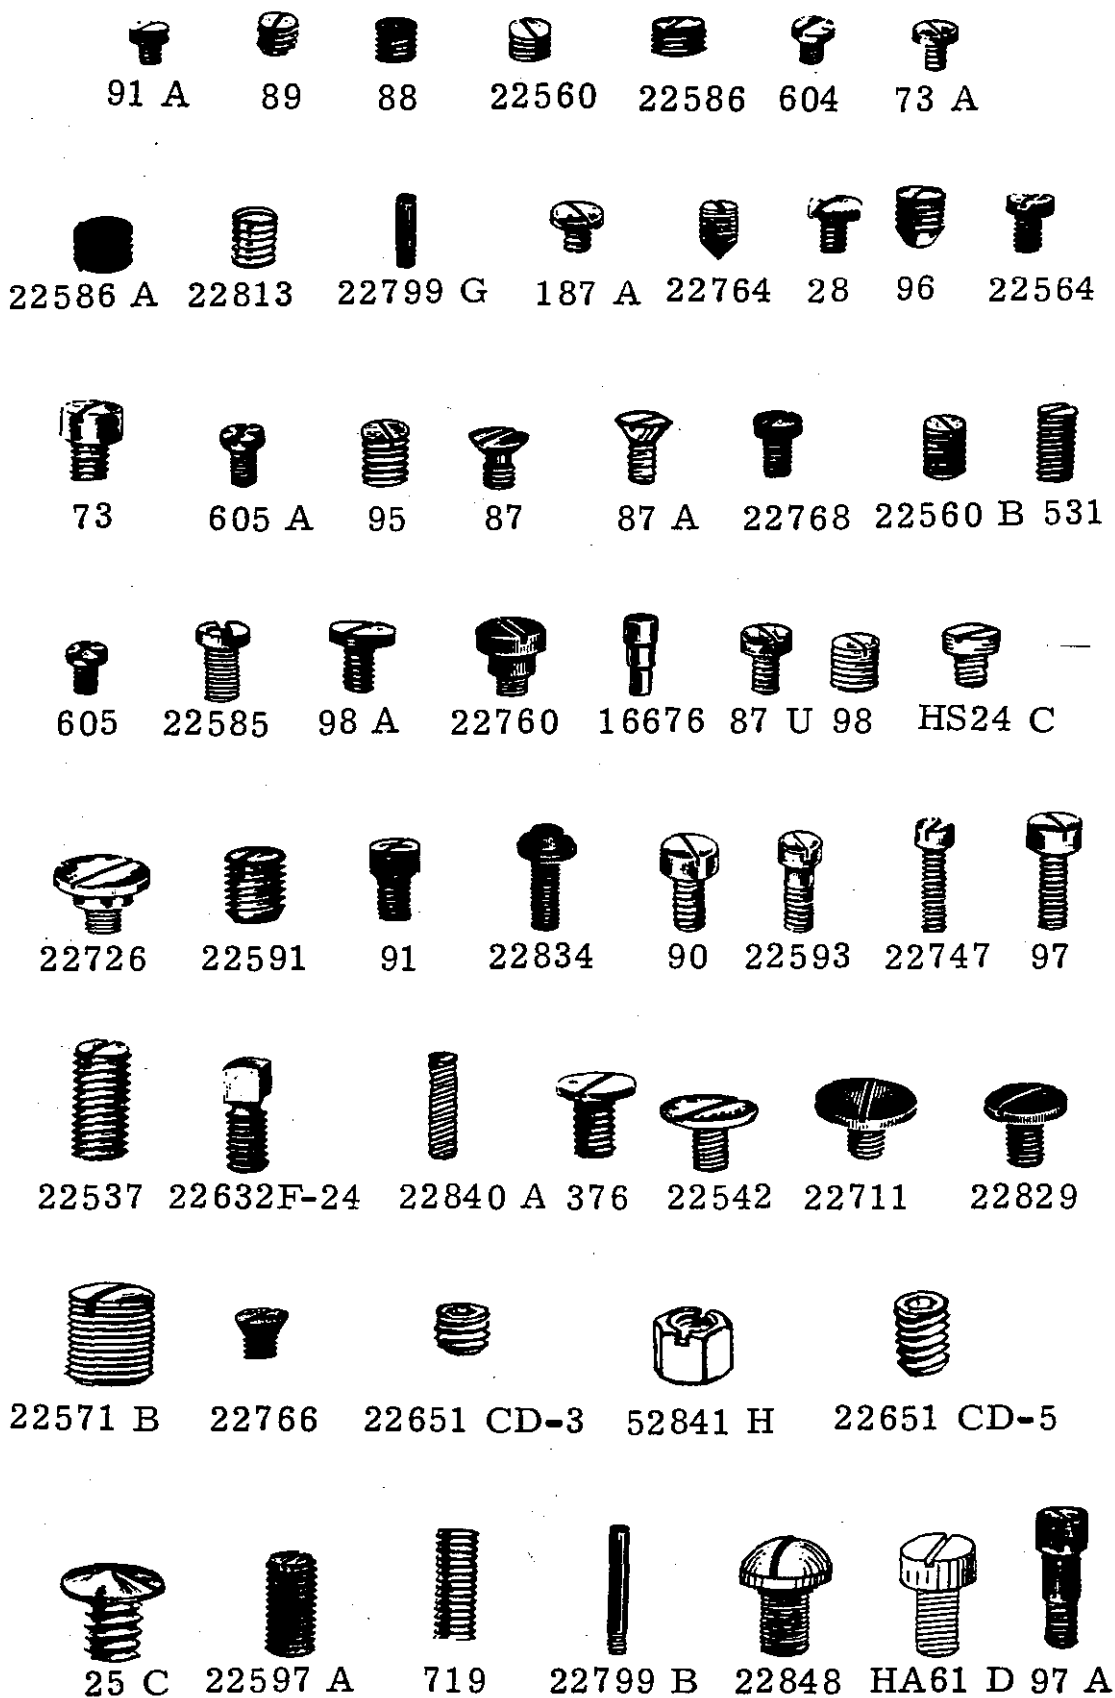 91 A 89 88 22560 22586 604 73 A
22586 A 22813 22799 G 187 A 22764 28 96 22564
73 605 A 95 87 87 A 22768 22560 B 531
605 22585 98 A 22760 16676 87 U 98 HS24 C
22726 22591 91 22834 90 22593 22747 97
22537 22632F-24 22840 A 376 22542 22711 22829
22571 B 22766 22651 CD-3 52841 H 22651 CD-5
25 C 22597 A 719 22799 B 22848 HA61 D 97 A